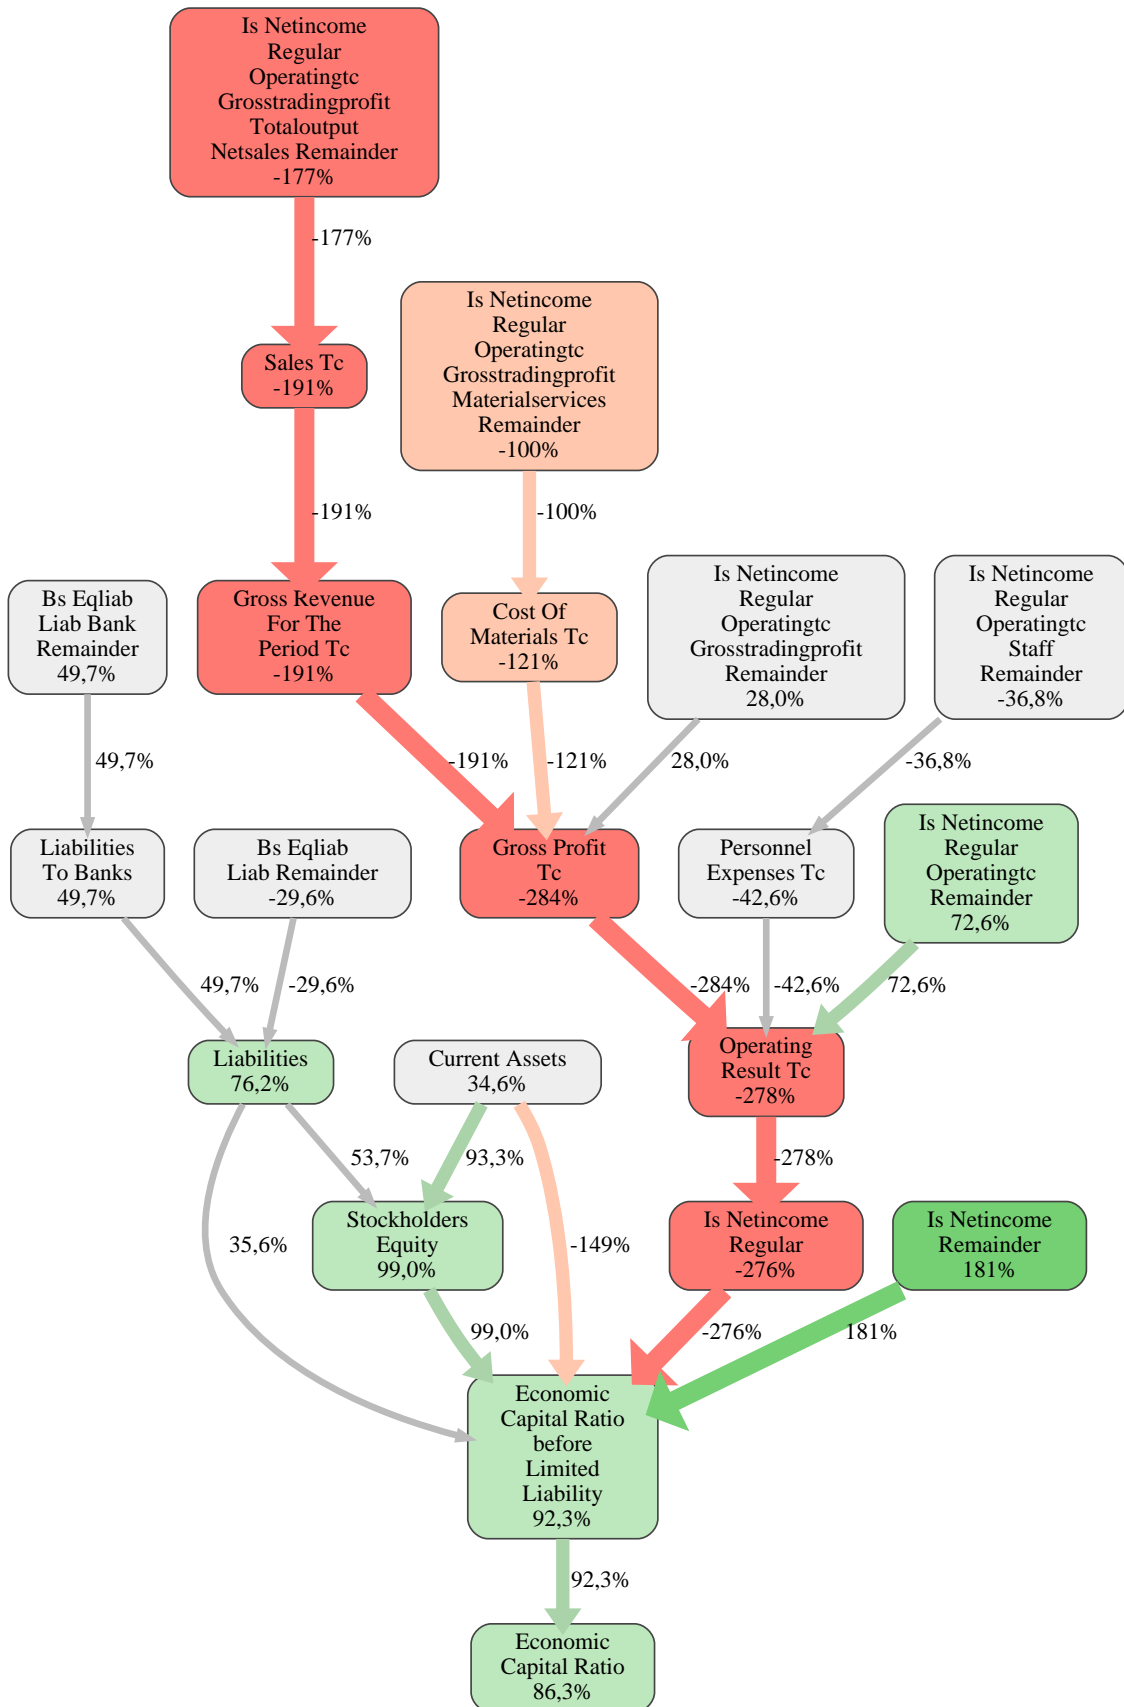 Is Netincome
Regular
Operatingtc
Grosstradingprofit
Totaloutput
Netsales Remainder
-177%
-177%
Is Netincome
Regular
Operatingtc
Grosstradingprofit
Materialservices
Remainder
-100%
Sales Tc
-191%
-191%
-100%
Bs Eqliab
Liab Bank
Remainder
49,7%
Gross Revenue
For The
Period Tc
-191%
Cost Of
Materials Tc
-121%
Is Netincome
Regular
Operatingtc
Grosstradingprofit
Remainder
28,0%
Is Netincome
Regular
Operatingtc
Staff
Remainder
-36,8%
49,7%
-191%
-121%
28,0%
-36,8%
Liabilities
To Banks
49,7%
Bs Eqliab
Liab Remainder
-29,6%
Gross Profit
Tc
-284%
Personnel
Expenses Tc
-42,6%
Is Netincome
Regular
Operatingtc
Remainder
72,6%
49,7%
-29,6%
-284%
-42,6%
72,6%
Liabilities
76,2%
Current Assets
34,6%
Operating
Result Tc
-278%
53,7%
93,3%
-278%
Stockholders
Equity
99,0%
Is Netincome
Regular
-276%
Is Netincome
Remainder
181%
35,6%
-149%
99,0%
-276%
181%
Economic
Capital Ratio
before
Limited
Liability
92,3%
92,3%
Economic
Capital Ratio
86,3%